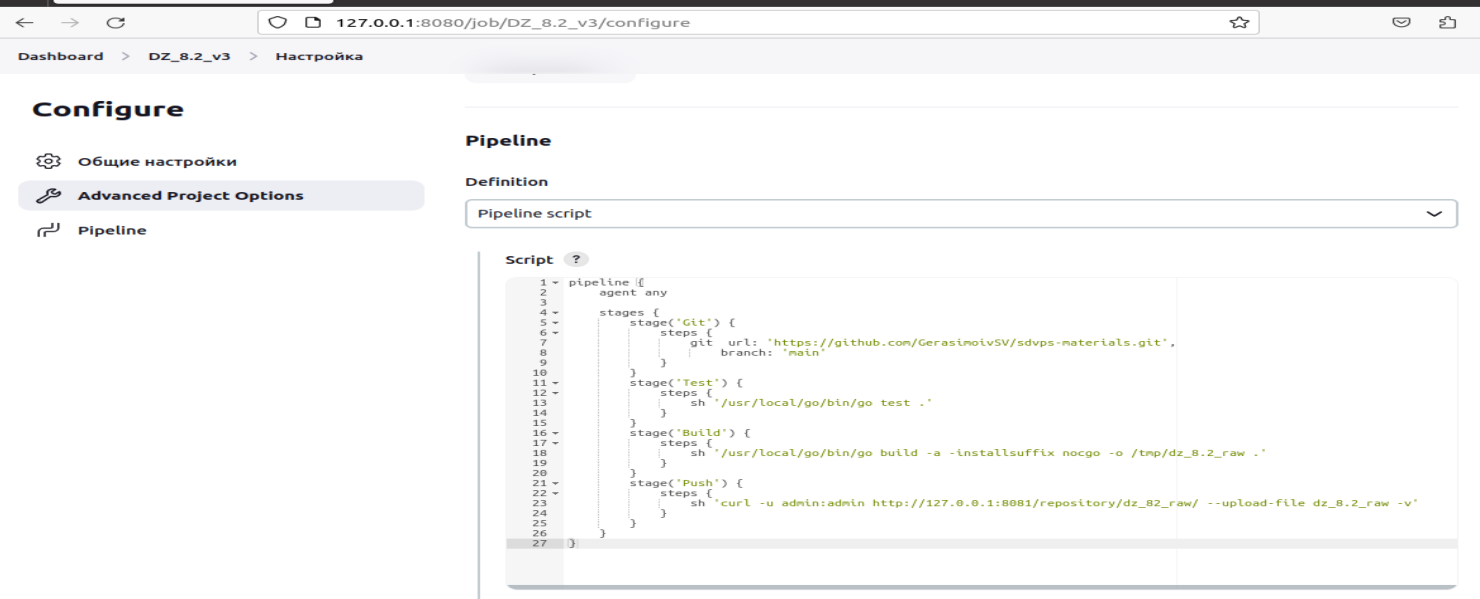 127.0.0.1:8080/job/DZ_8.2_v3/configure
Dashboard > DZ_8.2_v3 > Настройка
Configure
Общие настройки
Advanced Project Options
Pipeline
Pipeline
Definition
Pipeline script
Script ?
1 pipeline {
2 agent any
3
4 stages {
5 stage('Git') {
6 steps {
7 git url: 'https://github.com/GerasimoivSV/sdvps-materials.git',
8 branch: 'main'
9 }
10 }
11 stage('Test') {
12 steps {
13 sh '/usr/local/go/bin/go test .'
14 }
15 }
16 stage('Build') {
17 steps {
18 sh '/usr/local/go/bin/go build -a -installsuffix nocgo -o /tmp/dz_8.2_raw .'
19 }
20 }
21 stage('Push') {
22 steps {
23 sh 'curl -u admin:admin http://127.0.0.1:8081/repository/dz_82_raw/ --upload-file dz_8.2_raw -v'
24 }
25 }
26 }
27 }